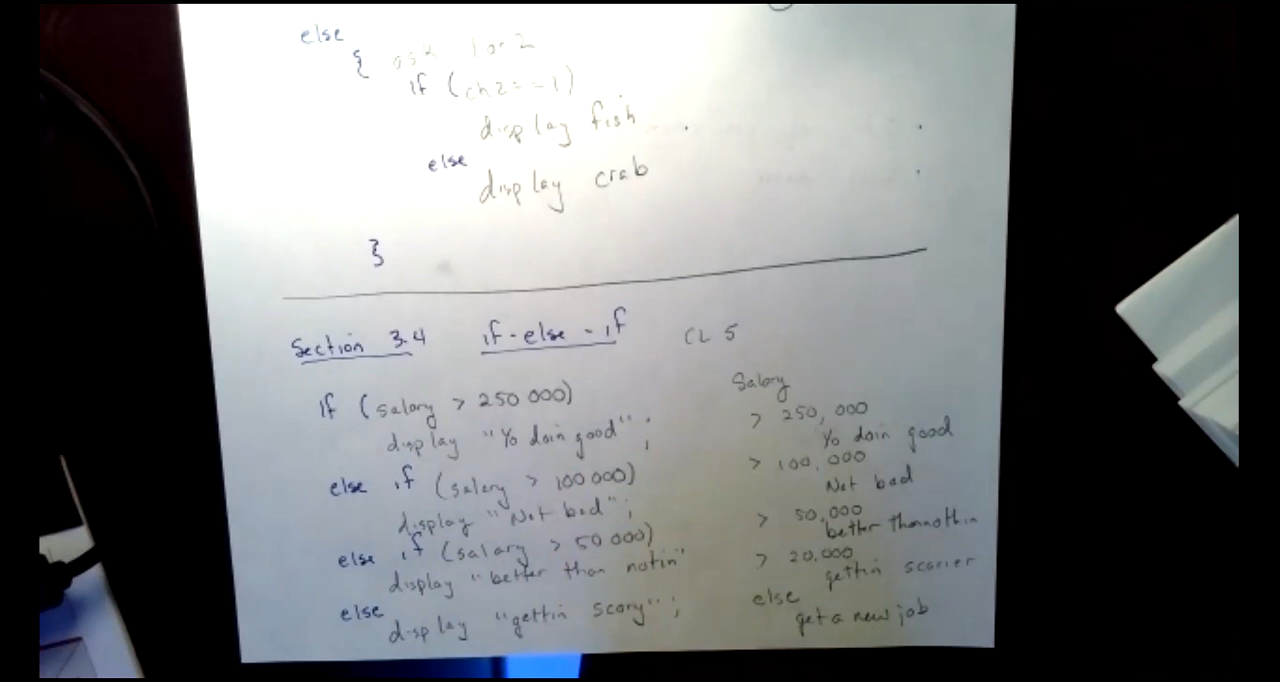 else
{ ask 1 or 2
if (ch2 == 1)
display fish
else
display crab
}
Section 3.4 if-else-if CL 5
if (salary > 250 000)
display "Yo doin good";
else if (salary > 100 000)
display "Not bad";
else if (salary > 50 000)
display "better than notin"
else
display "gettin scary";
Salary
> 250,000
Yo doin good
> 100,000
Not bad
> 50,000
better than nothin
> 20,000
gettin scarier
else
get a new job